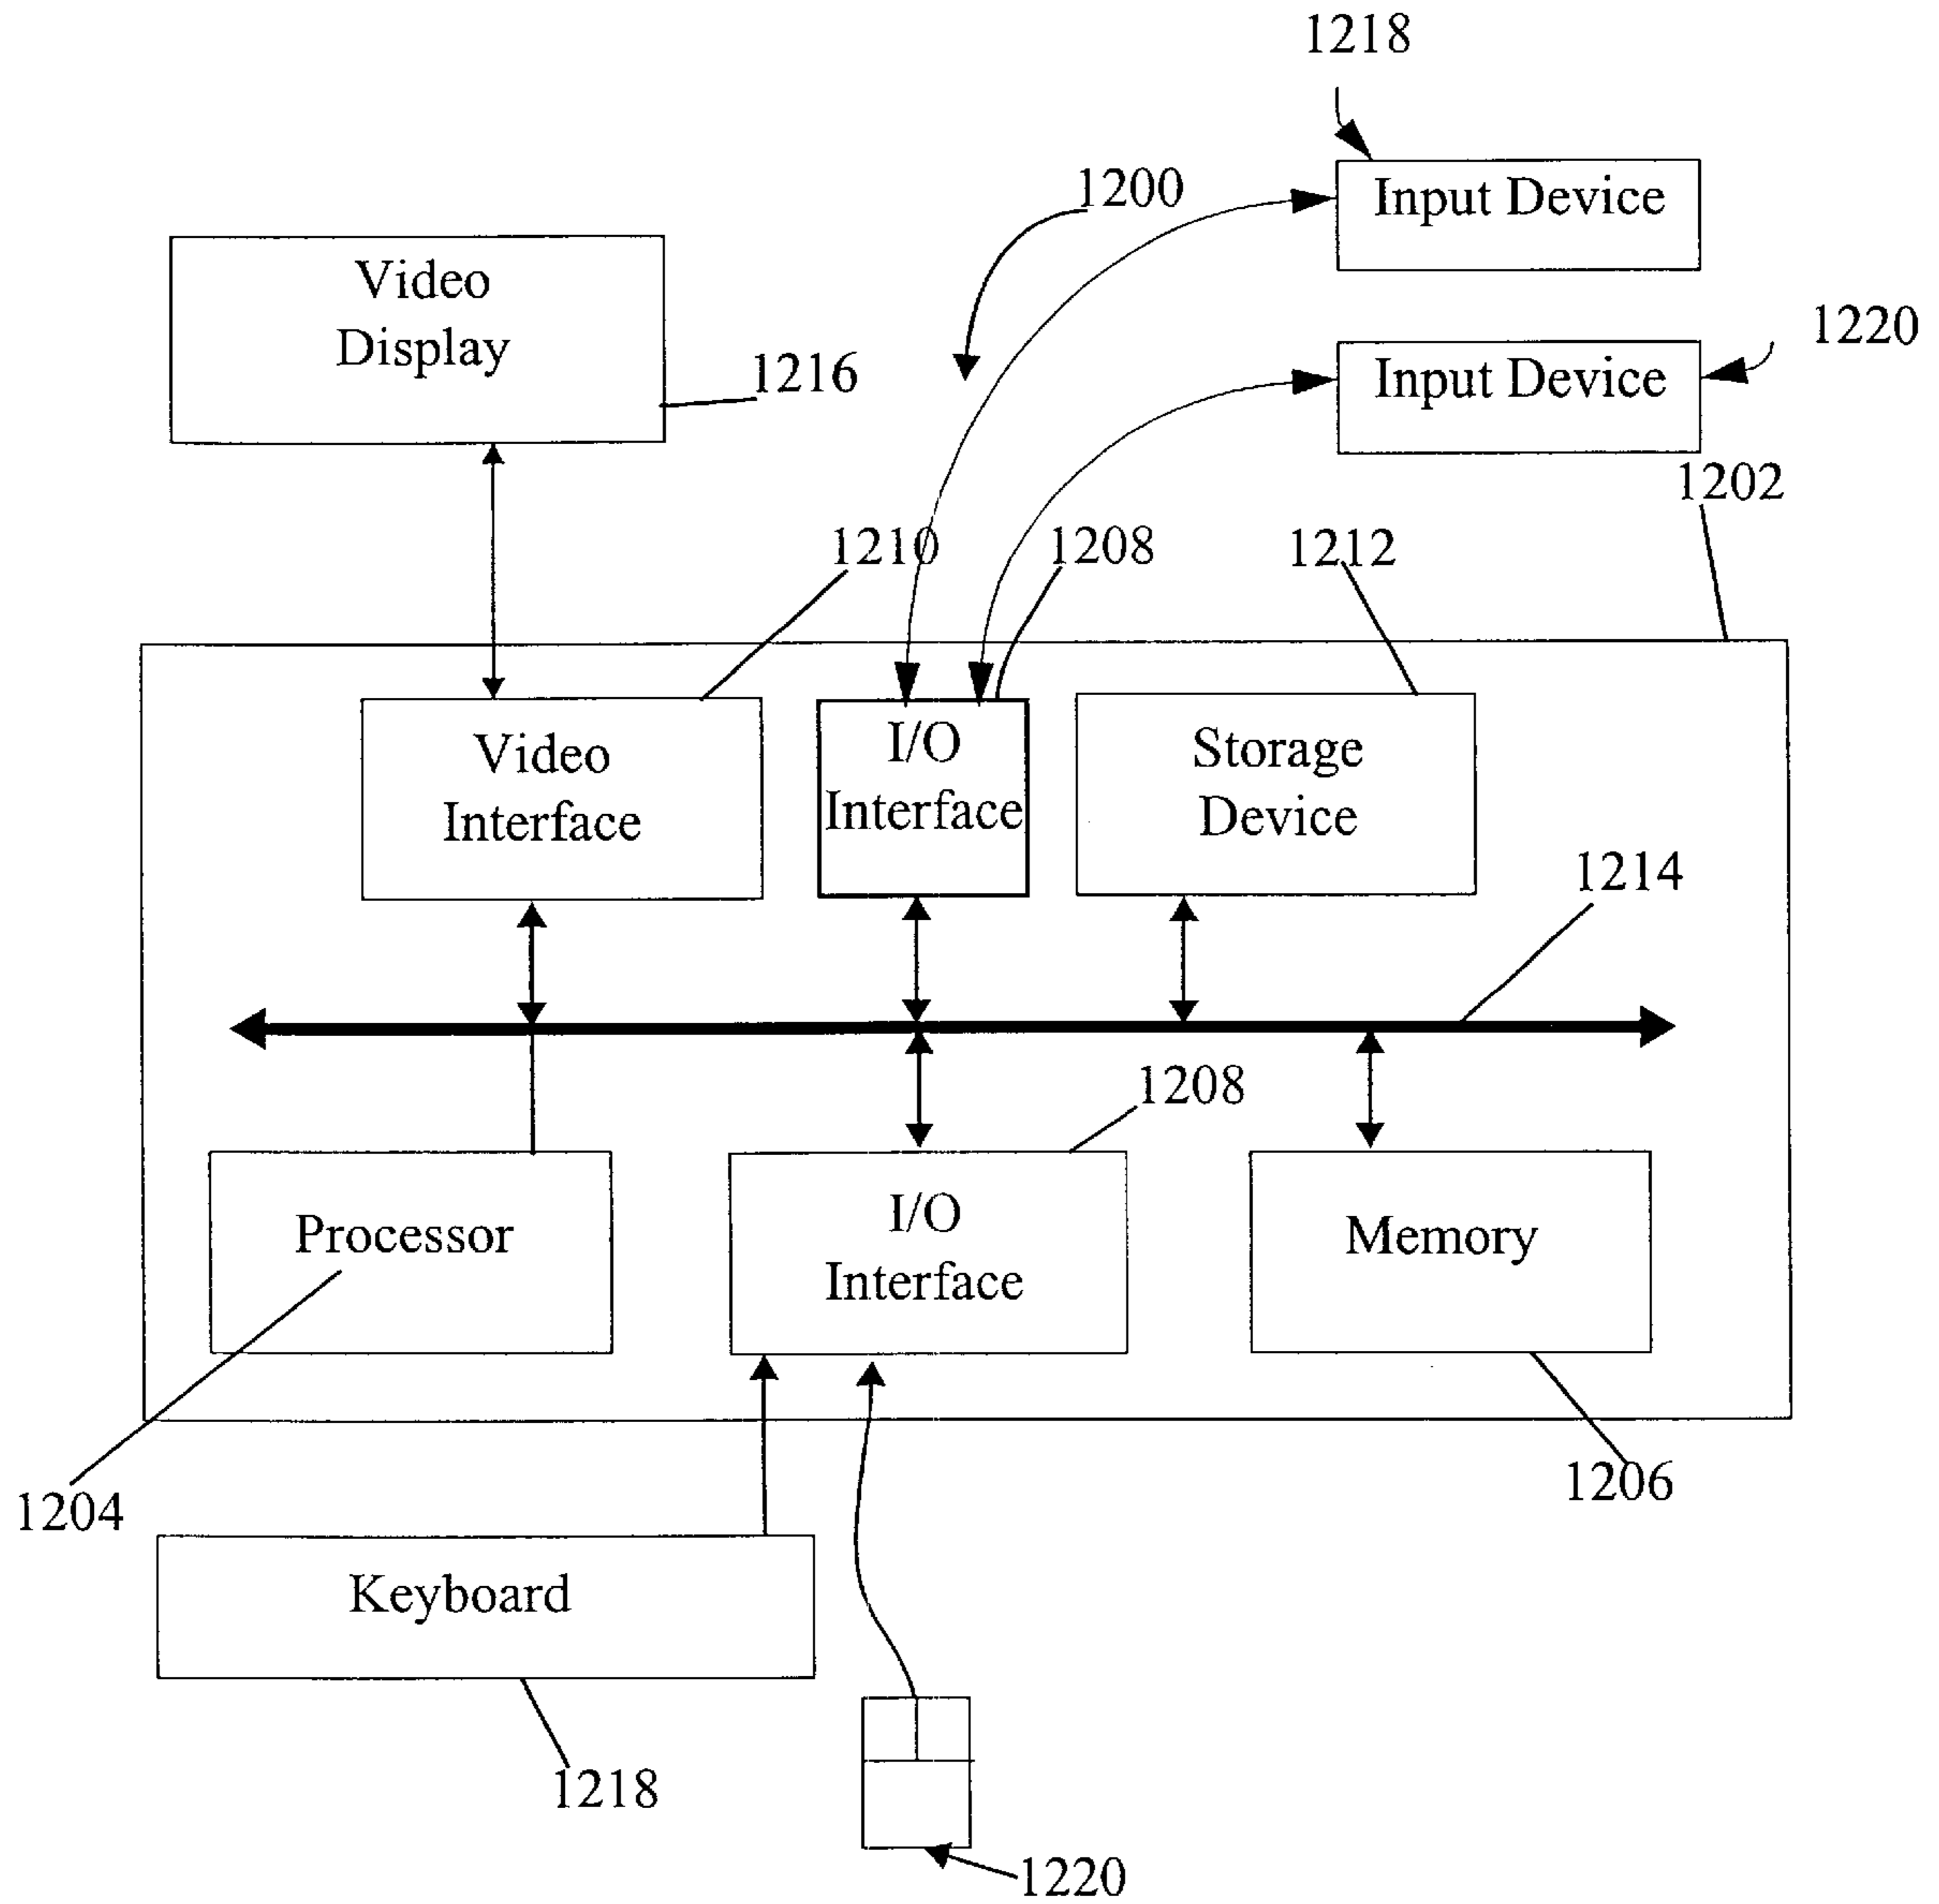 1218
1200
Input Device
Video
Display
1216
1220
Input Device
1202
1210
1208
1212
Video
Interface
I/O
Interface
Storage
Device
1214
1208
Processor
I/O
Interface
Memory
1204
1206
Keyboard
1218
1220